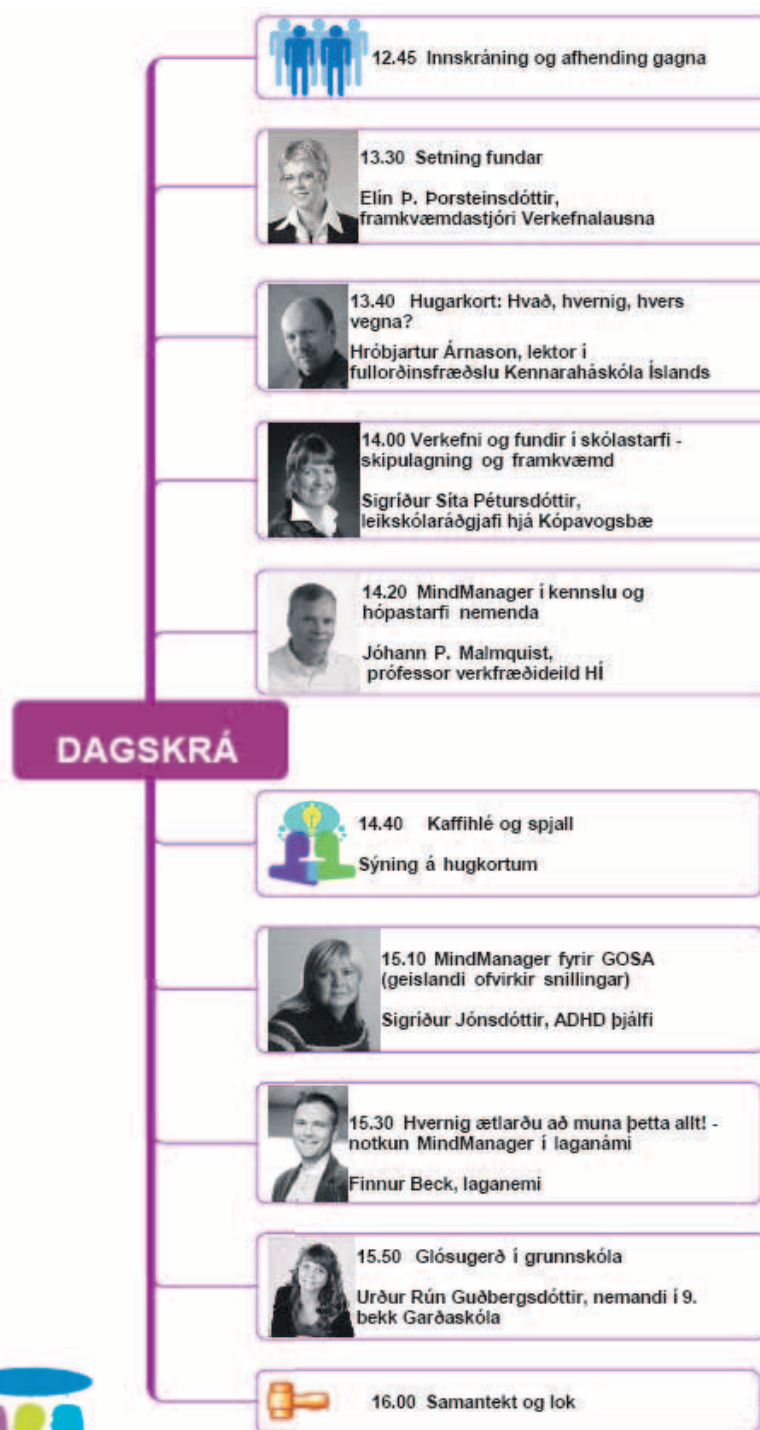 12.45 Innskráning og afhending gagna
13.30 Setning fundar
Elín Þ. Þorsteinsdóttir,
framkvæmdastjóri Verkefnalausna
13.40 Hugarkort: Hvað, hvernig, hvers
vegna?
Hróbjartur Árnason, lektor í
fullorðinsfræðslu Kennaraháskóla Íslands
14.00 Verkefni og fundir í skólastarfi -
skipulagning og framkvæmd
Sigríður Síta Pétursdóttir,
leikskólaráðgjafi hjá Kópavogsbæ
14.20 MindManager í kennslu og
hópastarfi nemenda
Jóhann P. Malmquist,
prófessor verkfræðideild HÍ
DAGSKRÁ
14.40 Kaffihlé og spjall
Sýning á hugkortum
15.10 MindManager fyrir GOSA
(geislandi ofvirkir snillingar)
Sigríður Jónsdóttir, ADHD þjálfi
15.30 Hvernig ætlarðu að muna þetta allt! -
notkun MindManager í laganámi
Finnur Beck, laganemi
15.50 Glósugerð í grunnskóla
Urður Rún Guðbergsdóttir, nemandi í 9.
bekk Garðaskóla
16.00 Samantekt og lok